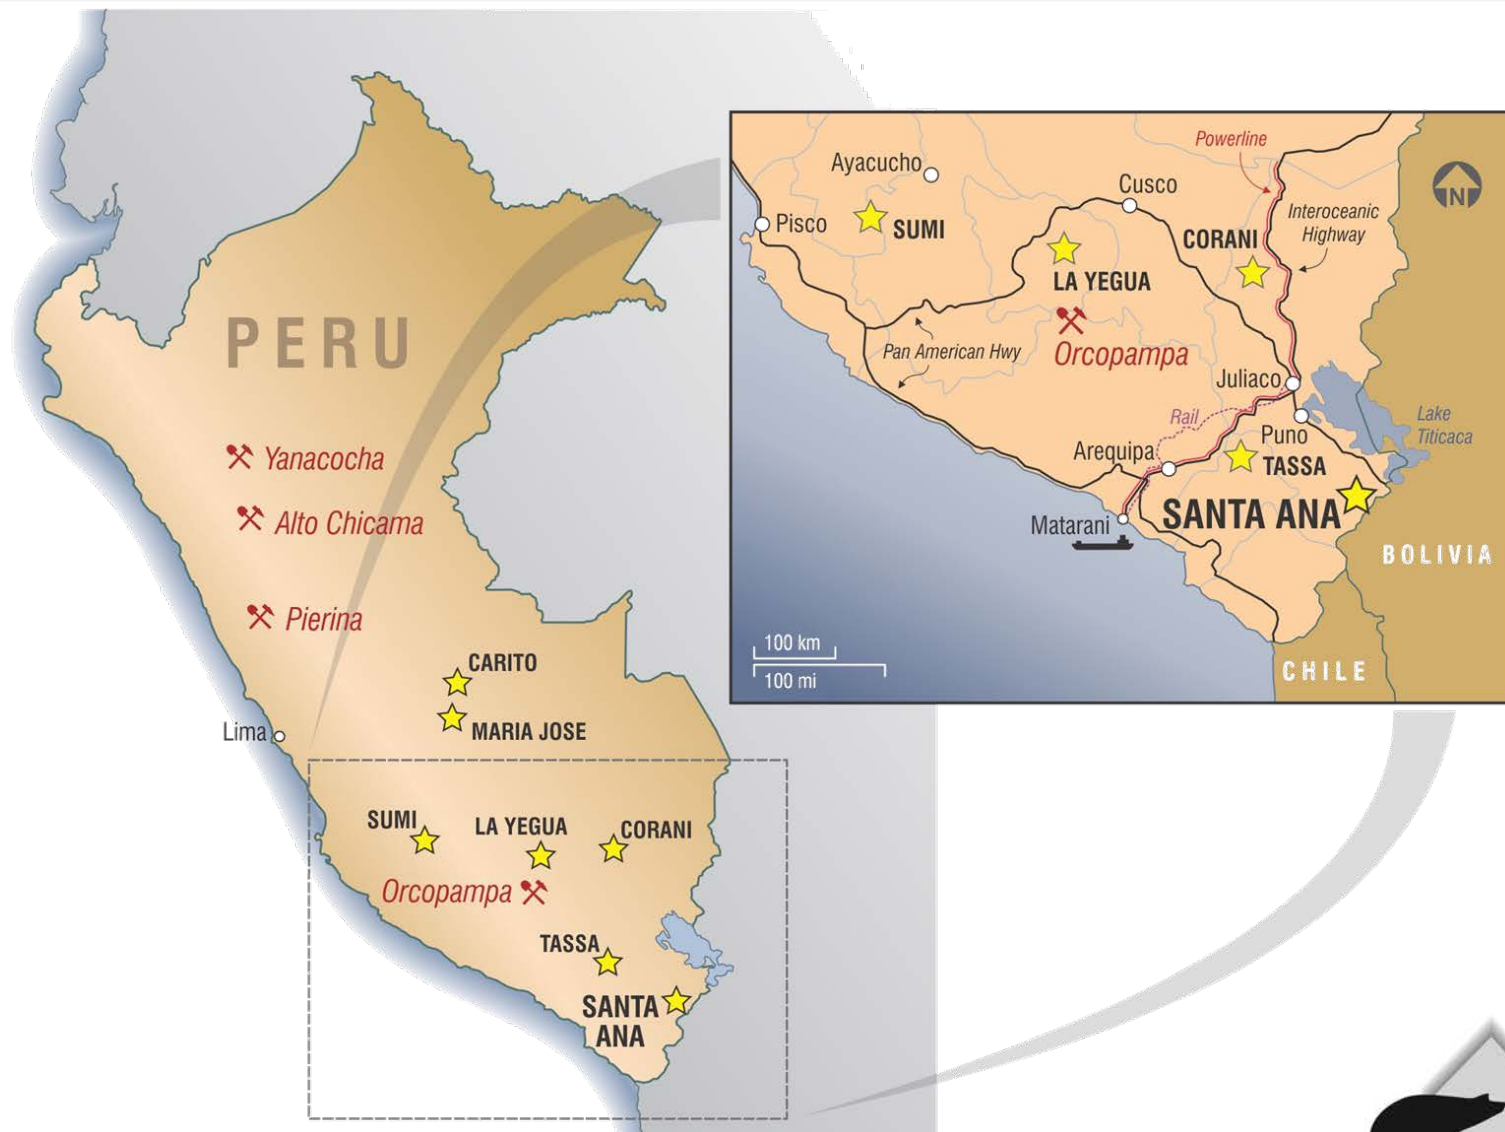 PERU
Yanacocha
Alto Chicama
Pierina
CARITO
MARIA JOSE
Lima
SUMI
LA YEGUA
CORANI
Orcopampa
TASSA
SANTA
ANA
Powerline
Ayacucho
Cusco
Interoceanic
Highway
Pisco
SUMI
CORANI
LA YEGUA
N
Pan American Hwy
Orcopampa
Juliaco
Rail
Lake
Titicaca
Puno
Arequipa
TASSA
SANTA ANA
Matarani
BOLIVIA
100 km
100 mi
CHILE